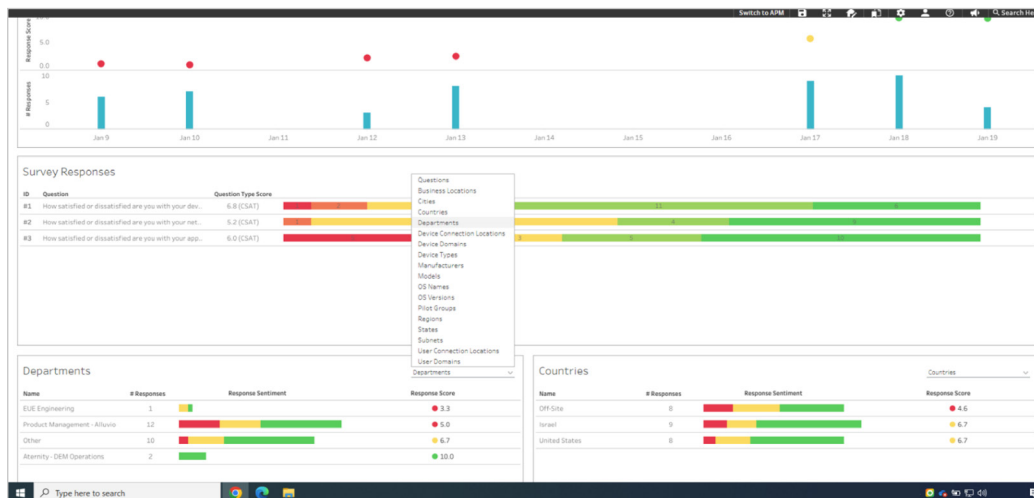 Switch to APM Search He
Response Score
10.0
5.0
0.0
# Responses
10
5
0
Jan 9 Jan 10 Jan 11 Jan 12 Jan 13 Jan 14 Jan 15 Jan 16 Jan 17 Jan 18 Jan 19
Survey Responses
ID Question Question Type Score
#1 How satisfied or dissatisfied are you with your dev.. 6.8 (CSAT) 2 11 6
#2 How satisfied or dissatisfied are you with your net.. 5.2 (CSAT) 4
#3 How satisfied or dissatisfied are you with your app.. 6.0 (CSAT) 3 10
Questions
Business Locations
Cities
Countries
Departments
Device Connection Locations
Device Domains
Device Types
Manufacturers
Models
OS Names
OS Versions
Pilot Groups
Regions
States
Subnets
User Connection Locations
User Domains
Departments Departments
Name # Responses Response Sentiment Response Score
EUE Engineering 1 3.3
Product Management - Alluvio 12 5.0
Other 10 6.7
Aternity - DEM Operations 2 10.0
Countries Countries
Name # Responses Response Sentiment Response Score
Off-Site 8 4.6
Israel 9 6.7
United States 8 6.7
Type here to search